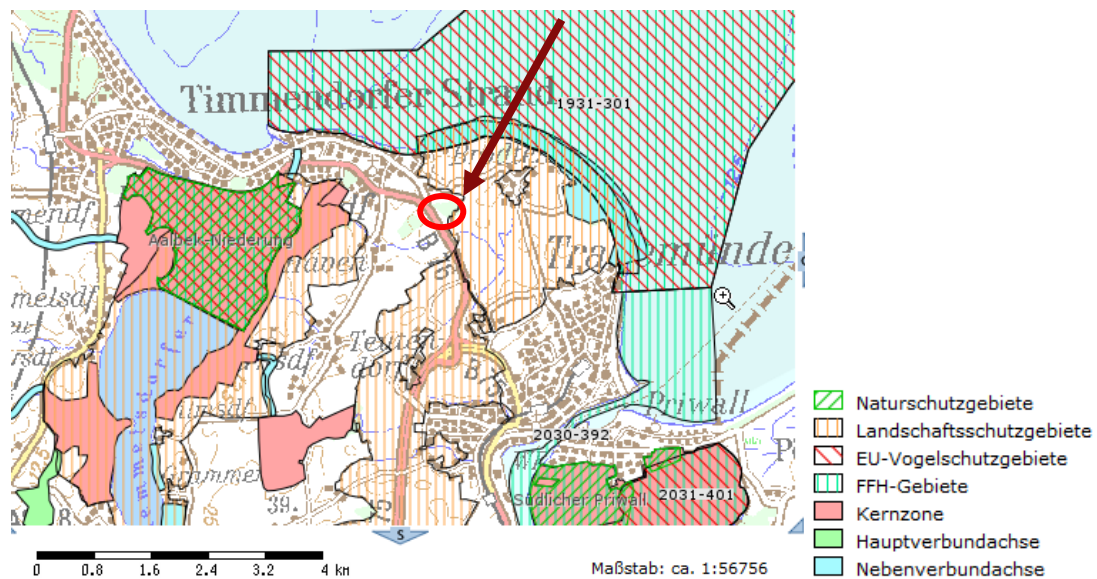 Timmendorfer Strand
1931-301
Aalbek-Niederung
Travemünde
Priwall
2030-392
Südlicher Priwall
2031-401
39.
S
0 0.8 1.6 2.4 3.2 4 km
Maßstab: ca. 1:56756
Naturschutzgebiete
Landschaftsschutzgebiete
EU-Vogelschutzgebiete
FFH-Gebiete
Kernzone
Hauptverbundachse
Nebenverbundachse